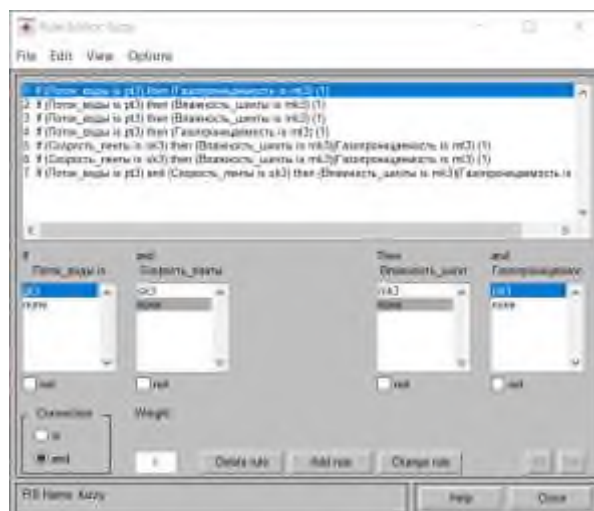 Rule Editor: fuzzy
File Edit View Options
1. If (Поток_воды is pt3) then (Газопроницаемость is mt3) (1)
2. If (Поток_воды is pt3) then (Влажность_шихты is mk3) (1)
3. If (Поток_воды is pt3) then (Влажность_шихты is mk3) (1)
4. If (Поток_воды is pt3) then (Газопроницаемость is mt3) (1)
5. If (Скорость_ленты is sk3) then (Влажность_шихты is mk3)(Газопроницаемость is mt3) (1)
6. If (Скорость_ленты is sk3) then (Влажность_шихты is mk3)(Газопроницаемость is mt3) (1)
7. If (Поток_воды is pt3) and (Скорость_ленты is sk3) then (Влажность_шихты is mk3)(Газопроницаемость is
If and Then and
Поток_воды is Скорость_ленты Влажность_шихт Газопроницаемос
pt3 sk3 mk3 mt3
none none none none
not not not not
Connection Weight:
or
and 1 Delete rule Add rule Change rule << >>
FIS Name: fuzzy Help Close